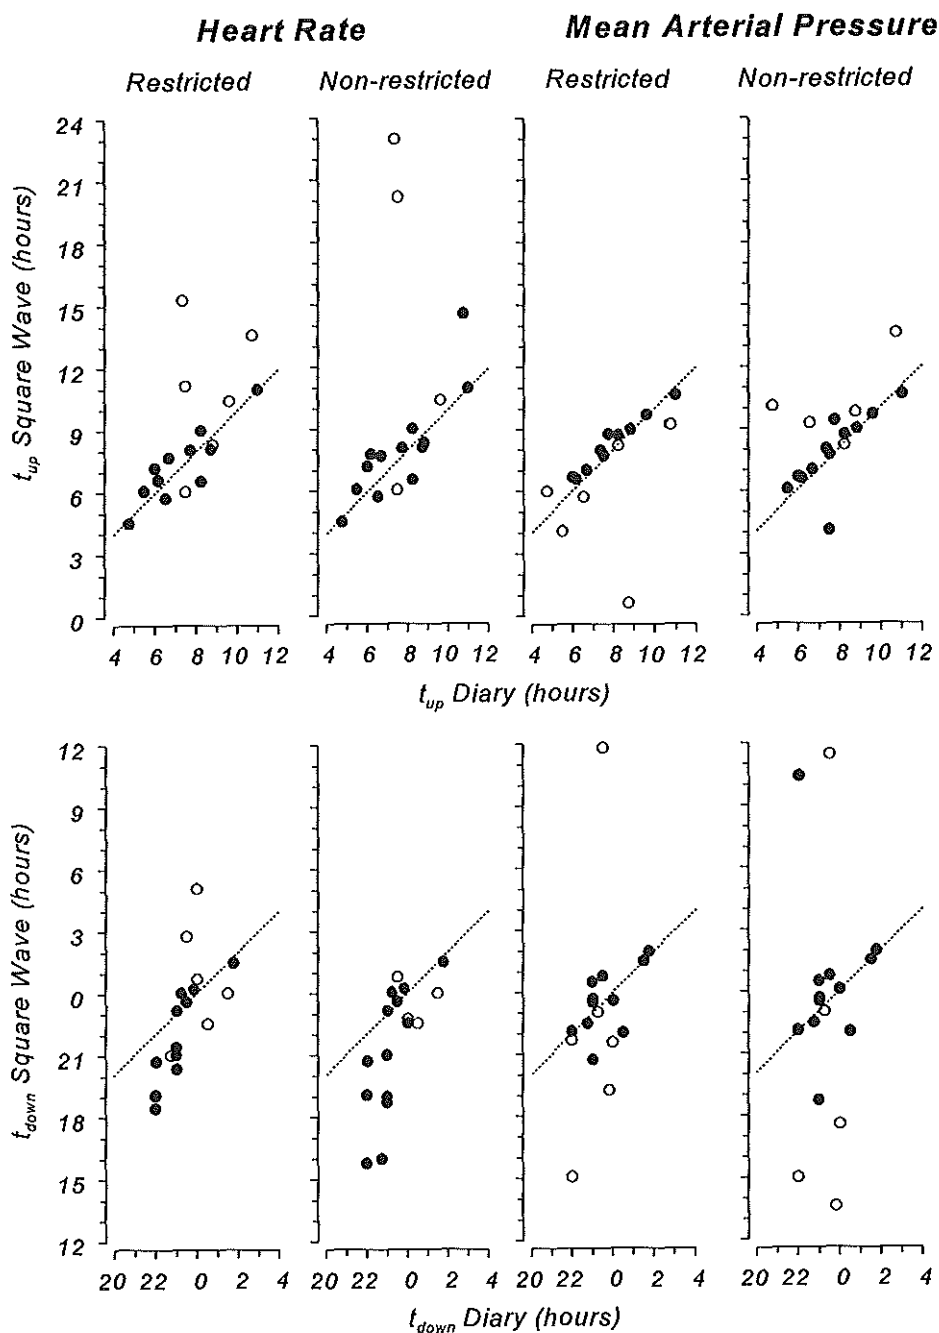 Heart Rate Mean Arterial Pressure
Restricted Non-restricted Restricted Non-restricted
t_up Square Wave (hours)
24
21
18
15
12
9
6
3
0
4 6 8 10 12 4 6 8 10 12 4 6 8 10 12 4 6 8 10 12
t_up Diary (hours)
t_down Square Wave (hours)
12
9
6
3
0
21
18
15
12
20 22 0 2 4 20 22 0 2 4 20 22 0 2 4 20 22 0 2 4
t_down Diary (hours)